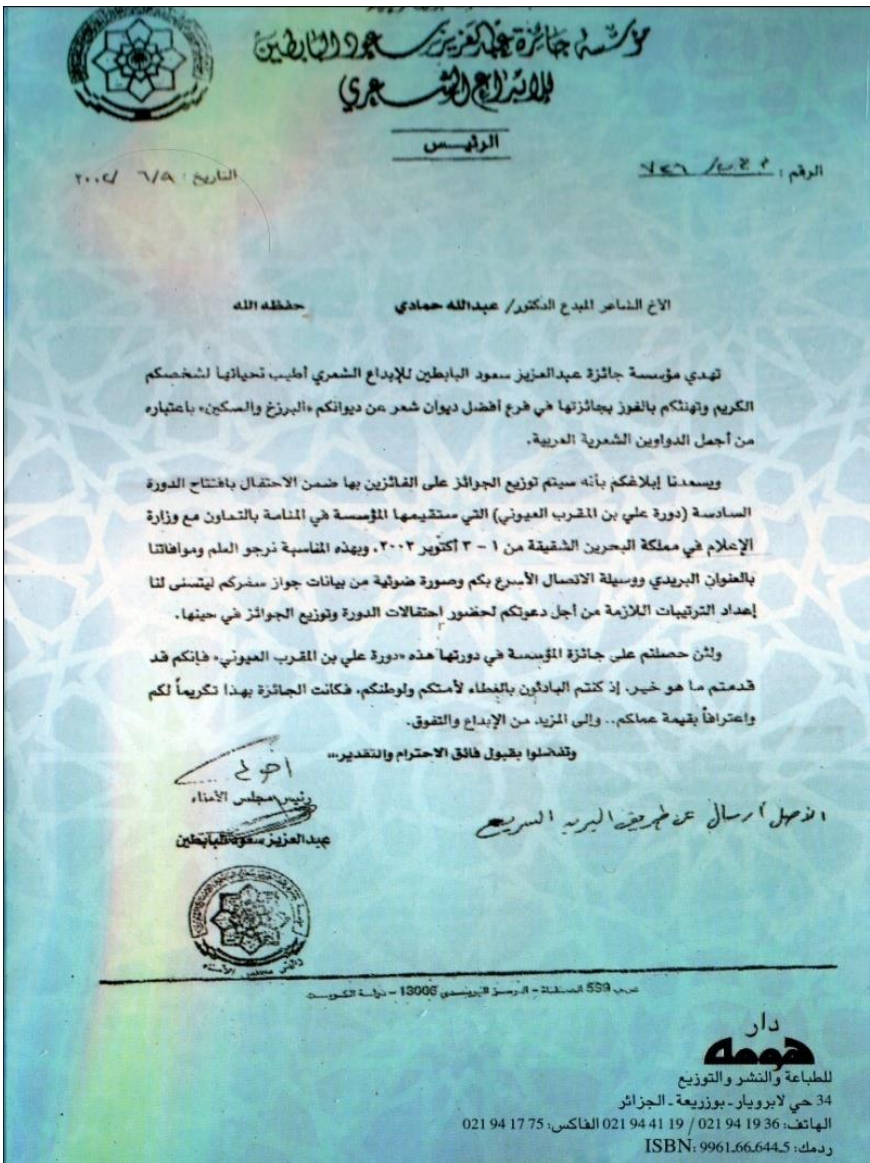 مؤسسة جائزة عبدالعزيز سعود البابطين
للإبداع الشعري
الرئيس
الرقم: ٧٤٦
التاريخ: ٦/٩ /٢٠٠٢
الأخ الشاعر المبدع الدكتور/ عبدالله حمادي حفظه الله
تهدي مؤسسة جائزة عبدالعزيز سعود البابطين للإبداع الشعري أطيب تحياتها لشخصكم
الكريم وتهنئكم بالفوز بجائزتها في فرع أفضل ديوان شعر عن ديوانكم «البرزخ والسكين» باعتباره
من أجمل الدواوين الشعرية العربية.
ويسعدنا إبلاغكم بأنه سيتم توزيع الجوائز على الفائزين بها ضمن الاحتفال بافتتاح الدورة
السادسة (دورة علي بن المقرب العيوني) التي ستقيمها المؤسسة في المنامة بالتعاون مع وزارة
الإعلام في مملكة البحرين الشقيقة من ١ - ٣ أكتوبر ٢٠٠٢، وبهذه المناسبة نرجو العلم وموافاتنا
بالعنوان البريدي ووسيلة الاتصال الأسرع بكم وصورة ضوئية من بيانات جواز سفركم ليتسنى لنا
إعداد الترتيبات اللازمة من أجل دعوتكم لحضور احتفالات الدورة وتوزيع الجوائز في حينها.
ولئن حصلتم على جائزة المؤسسة في دورتها هذه «دورة علي بن المقرب العيوني» فإنكم قد
قدمتم ما هو خير، إذ كنتم البادئون بالعطاء لأمتكم ولوطنكم، فكانت الجائزة بهذا تكريماً لكم
واعترافاً بقيمة عملكم.. وإلى المزيد من الإبداع والتفوق.
وتفضلوا بقبول فائق الاحترام والتقدير...
أخوكم
رئيس مجلس الأمناء
عبدالعزيز سعود البابطين
الأصل أرسال عن طريق البريد السريع
ص.ب 599 الصفاة - الرمز البريدي 13006 - دولة الكويت
دار
هومه
للطباعة والنشر والتوزيع
34 حي لابرويار ـ بوزريعة ـ الجزائر
الهاتف: 36 19 94 021 / 19 41 94 021 الفاكس: 75 17 94 021
ردمك: ISBN: 9961.66.644.5